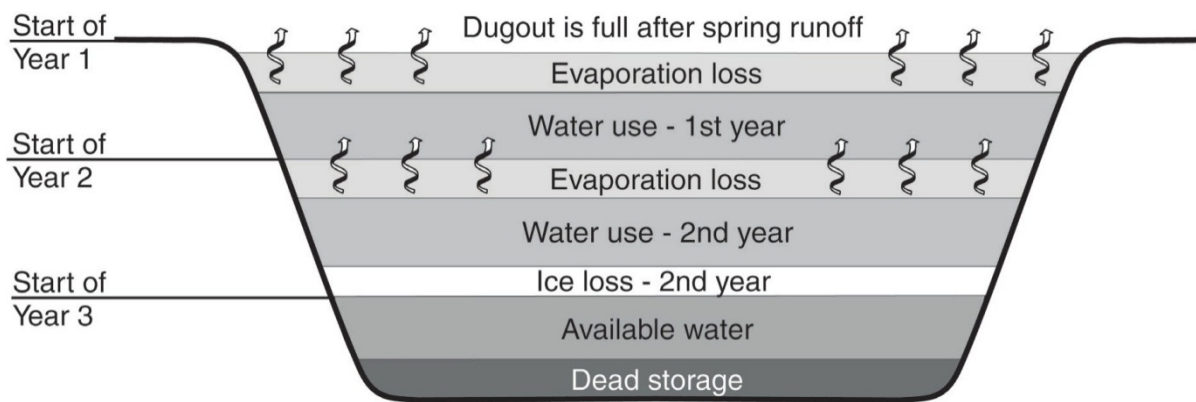 Start of
Year 1
Dugout is full after spring runoff
Evaporation loss
Water use - 1st year
Start of
Year 2
Evaporation loss
Water use - 2nd year
Ice loss - 2nd year
Start of
Year 3
Available water
Dead storage